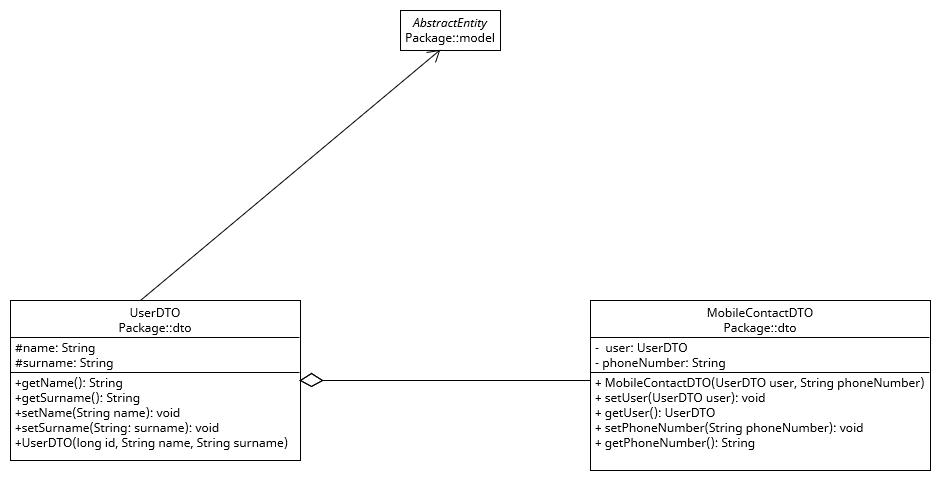 AbstractEntity
Package::model
UserDTO
Package::dto
#name: String
#surname: String
+getName(): String
+getSurname(): String
+setName(String name): void
+setSurname(String: surname): void
+UserDTO(long id, String name, String surname)
MobileContactDTO
Package::dto
- user: UserDTO
- phoneNumber: String
+ MobileContactDTO(UserDTO user, String phoneNumber)
+ setUser(UserDTO user): void
+ getUser(): UserDTO
+ setPhoneNumber(String phoneNumber): void
+ getPhoneNumber(): String